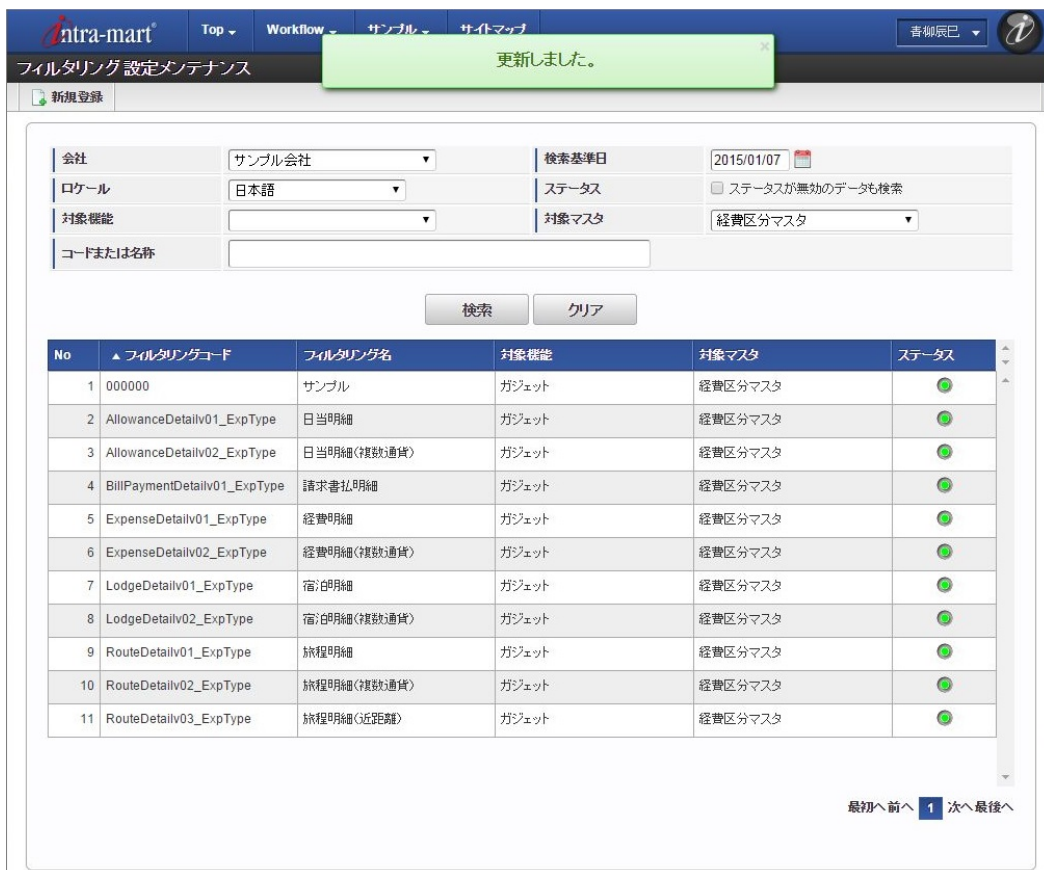 intra-mart® Top Workflow サンプル サイトマップ 青柳辰巳
フィルタリング設定メンテナンス
更新しました。 ×
新規登録
会社 サンプル会社 検索基準日 2015/01/07
ロケール 日本語 ステータス ステータスが無効のデータも検索
対象機能 対象マスタ 経費区分マスタ
コードまたは名称
検索 クリア
No ▲ フィルタリングコード フィルタリング名 対象機能 対象マスタ ステータス
1 000000 サンプル ガジェット 経費区分マスタ
2 AllowanceDetailv01_ExpType 日当明細 ガジェット 経費区分マスタ
3 AllowanceDetailv02_ExpType 日当明細(複数通貨) ガジェット 経費区分マスタ
4 BillPaymentDetailv01_ExpType 請求書払明細 ガジェット 経費区分マスタ
5 ExpenseDetailv01_ExpType 経費明細 ガジェット 経費区分マスタ
6 ExpenseDetailv02_ExpType 経費明細(複数通貨) ガジェット 経費区分マスタ
7 LodgeDetailv01_ExpType 宿泊明細 ガジェット 経費区分マスタ
8 LodgeDetailv02_ExpType 宿泊明細(複数通貨) ガジェット 経費区分マスタ
9 RouteDetailv01_ExpType 旅程明細 ガジェット 経費区分マスタ
10 RouteDetailv02_ExpType 旅程明細(複数通貨) ガジェット 経費区分マスタ
11 RouteDetailv03_ExpType 旅程明細(近距離) ガジェット 経費区分マスタ
最初へ 前へ 1 次へ 最後へ